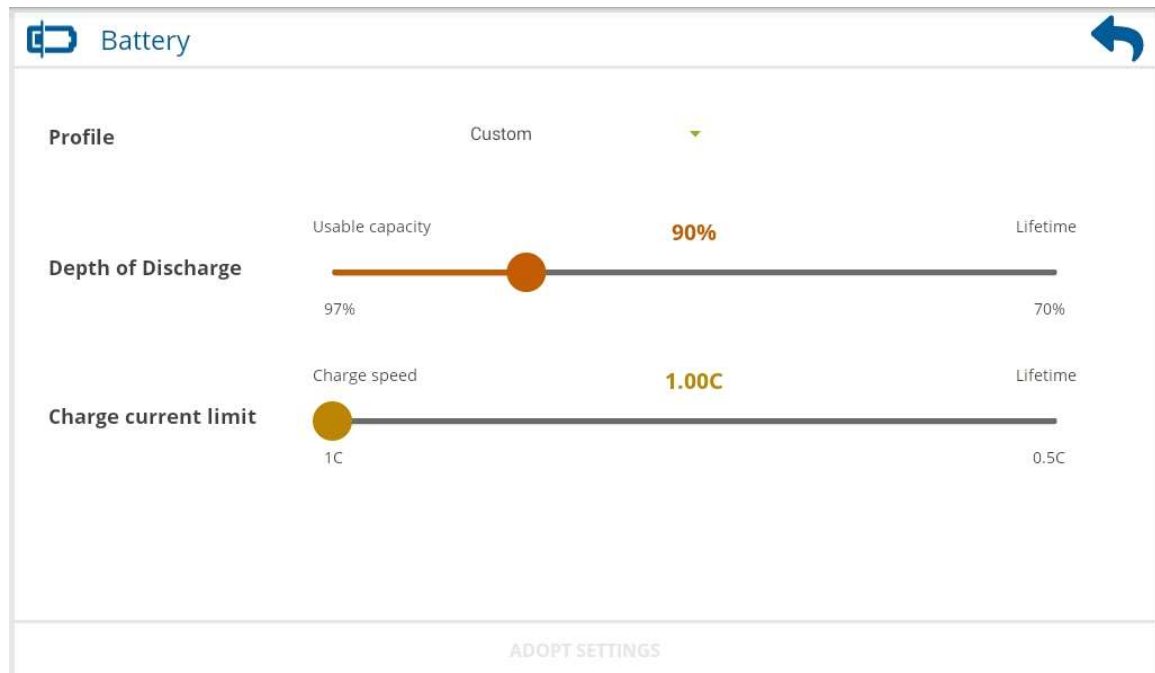 Battery
Profile
Custom
Usable capacity
90%
Lifetime
Depth of Discharge
97%
70%
Charge speed
1.00C
Lifetime
Charge current limit
1C
0.5C
ADOPT SETTINGS